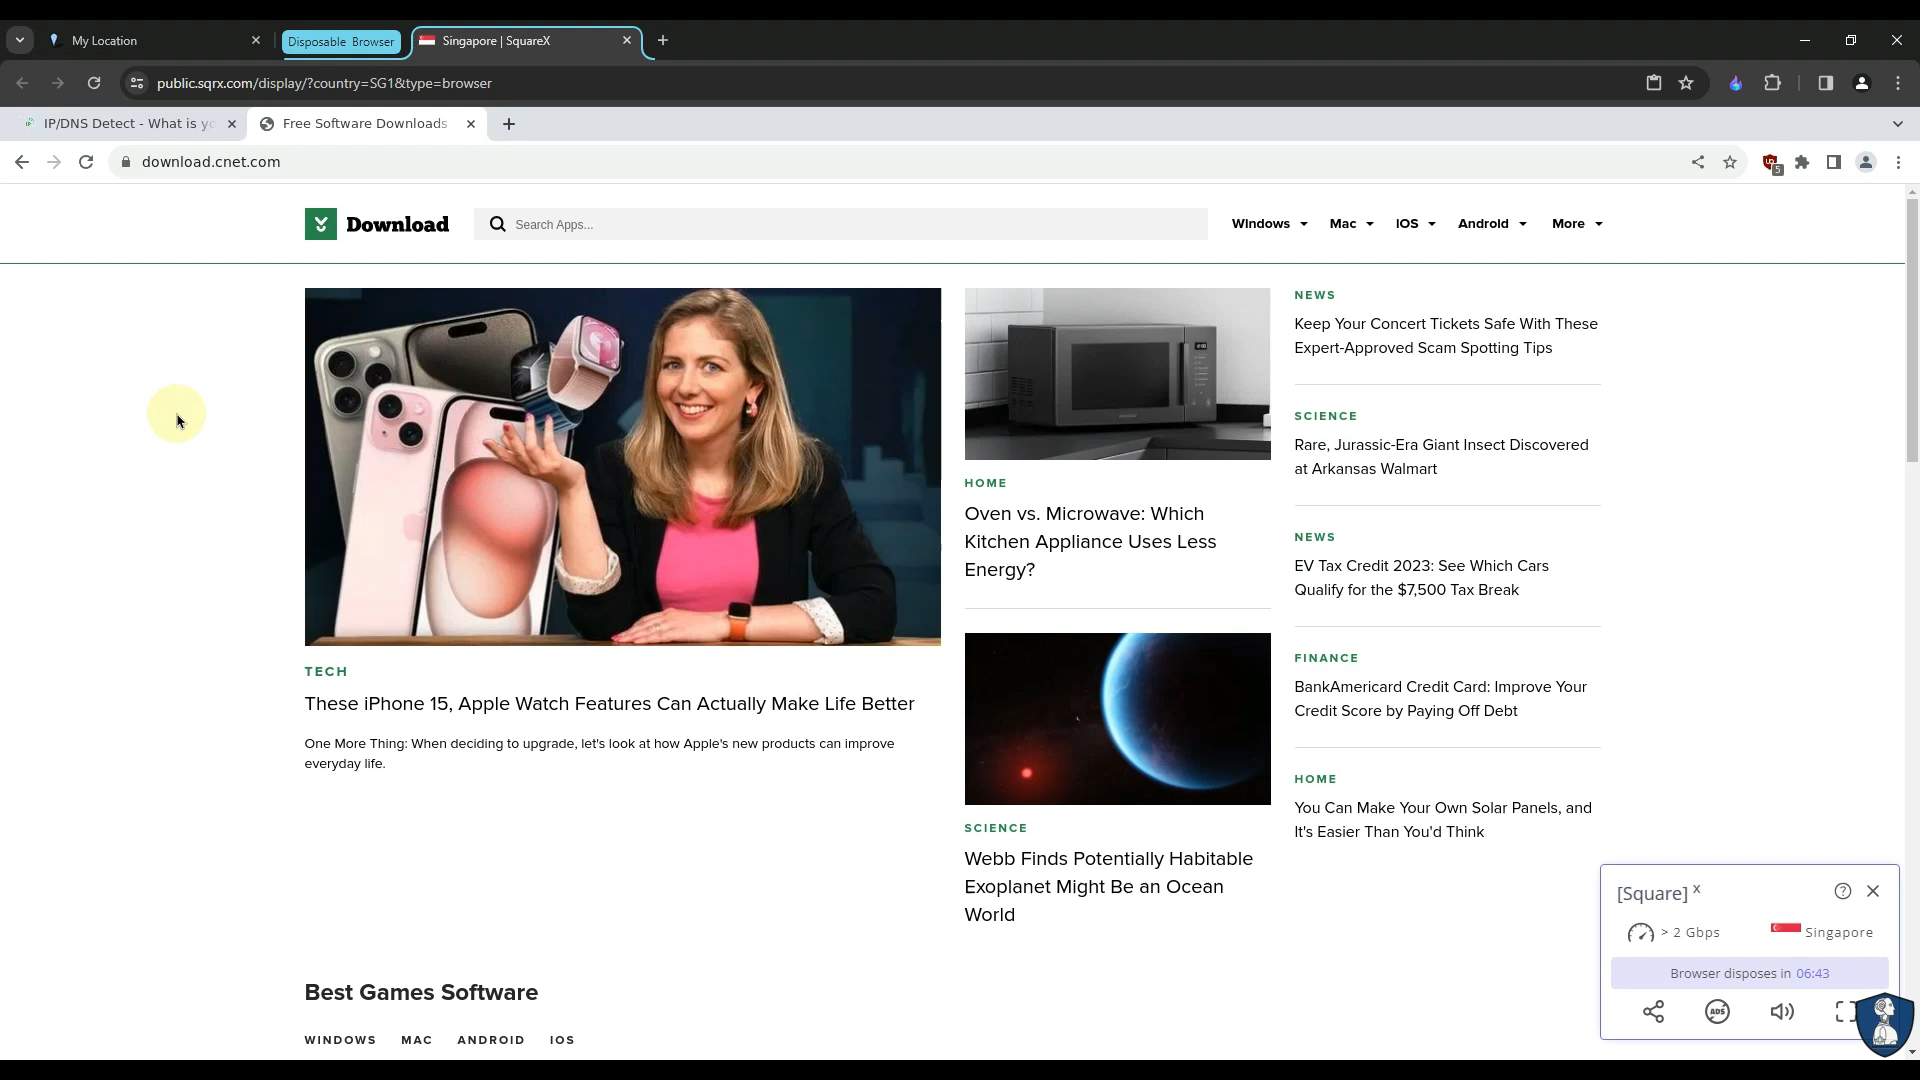 My Location
Disposable Browser
Singapore | SquareX
public.sqrx.com/display/?country=SG1&type=browser
IP/DNS Detect - What is yo
Free Software Downloads
download.cnet.com
5
Download
Search Apps...
Windows
Mac
iOS
Android
More
TECH
These iPhone 15, Apple Watch Features Can Actually Make Life Better
One More Thing: When deciding to upgrade, let's look at how Apple's new products can improve
everyday life.
HOME
Oven vs. Microwave: Which
Kitchen Appliance Uses Less
Energy?
SCIENCE
Webb Finds Potentially Habitable
Exoplanet Might Be an Ocean
World
NEWS
Keep Your Concert Tickets Safe With These
Expert-Approved Scam Spotting Tips
SCIENCE
Rare, Jurassic-Era Giant Insect Discovered
at Arkansas Walmart
NEWS
EV Tax Credit 2023: See Which Cars
Qualify for the $7,500 Tax Break
FINANCE
BankAmericard Credit Card: Improve Your
Credit Score by Paying Off Debt
HOME
You Can Make Your Own Solar Panels, and
It's Easier Than You'd Think
Best Games Software
WINDOWS MAC ANDROID IOS
[Square] x
> 2 Gbps
Singapore
Browser disposes in 06:43
ADS